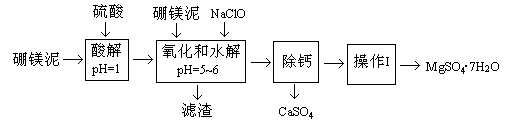 硫酸
硼镁泥 NaClO
硼镁泥
酸解
pH=1
氧化和水解
pH=5~6
除钙
操作I
MgSO₄·7H₂O
滤渣
CaSO₄